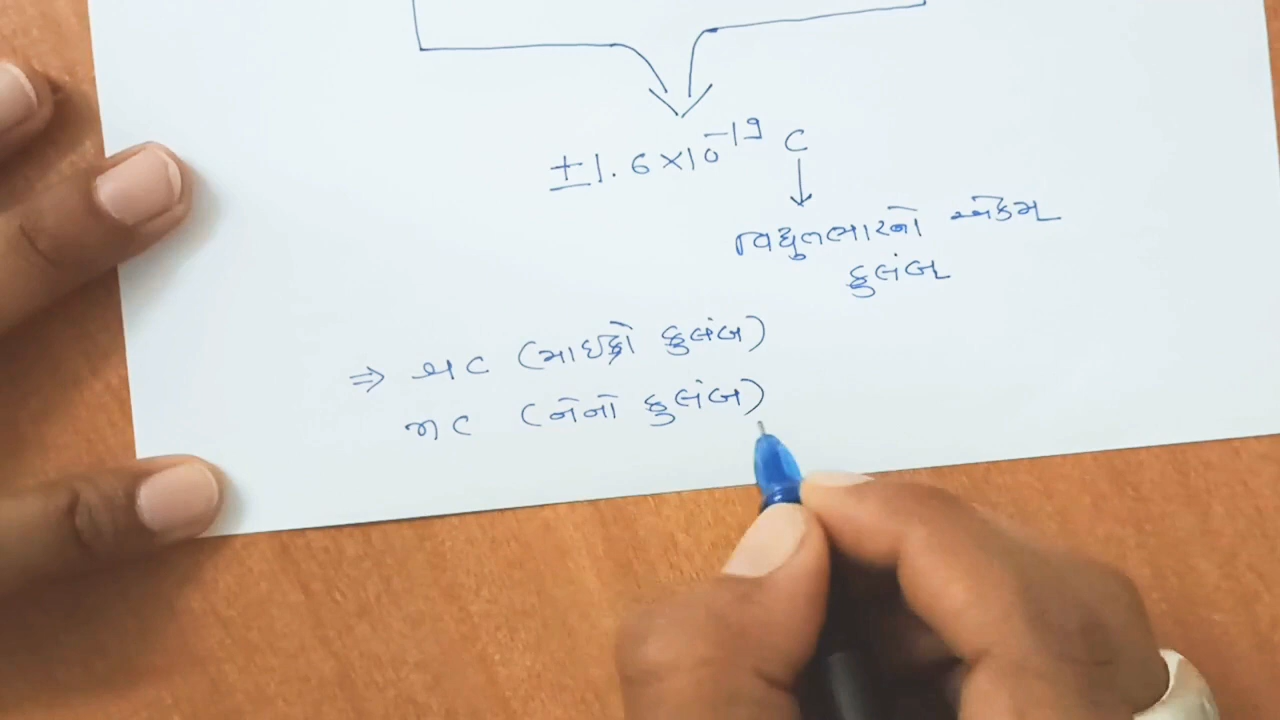 ±1.6×10⁻¹⁹ C
વિદ્યુતભારનો એકમ
કુલંબ
⇒ μC (માઇક્રો કુલંબ)
nC (નેનો કુલંબ)